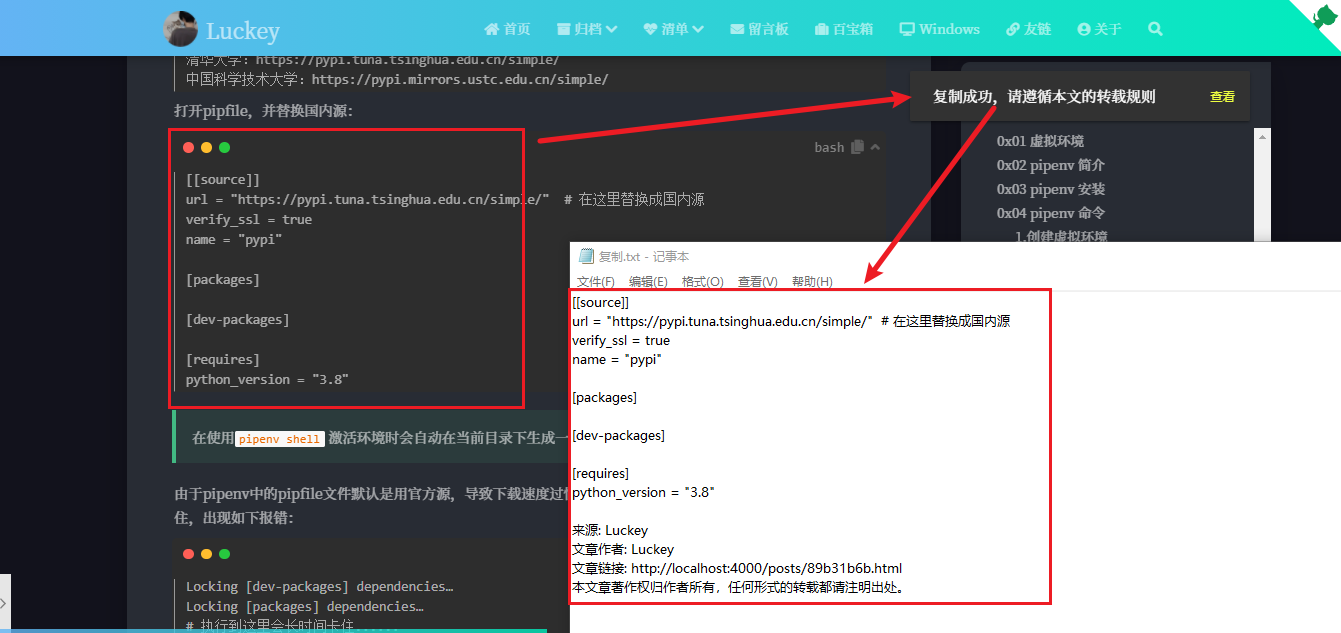 Luckey
首页 归档 清单 留言板 百宝箱 Windows 友链 关于
清华大学：https://pypi.tuna.tsinghua.edu.cn/simple/
中国科学技术大学：https://pypi.mirrors.ustc.edu.cn/simple/
打开pipfile，并替换国内源：
bash
[[source]]
url = "https://pypi.tuna.tsinghua.edu.cn/simple/"  # 在这里替换成国内源
verify_ssl = true
name = "pypi"
[packages]
[dev-packages]
[requires]
python_version = "3.8"
在使用pipenv shell 激活环境时会自动在当前目录下生成一
由于pipenv中的pipfile文件默认是用官方源，导致下载速度过
住，出现如下报错：
Locking [dev-packages] dependencies…
Locking [packages] dependencies…
# 执行到这里会长时间卡住......
复制成功，请遵循本文的转载规则 查看
0x01 虚拟环境
0x02 pipenv 简介
0x03 pipenv 安装
0x04 pipenv 命令
1.创建虚拟环境
复制.txt - 记事本
文件(F) 编辑(E) 格式(O) 查看(V) 帮助(H)
[[source]]
url = "https://pypi.tuna.tsinghua.edu.cn/simple/"  # 在这里替换成国内源
verify_ssl = true
name = "pypi"
[packages]
[dev-packages]
[requires]
python_version = "3.8"
来源: Luckey
文章作者: Luckey
文章链接: http://localhost:4000/posts/89b31b6b.html
本文章著作权归作者所有，任何形式的转载都请注明出处。